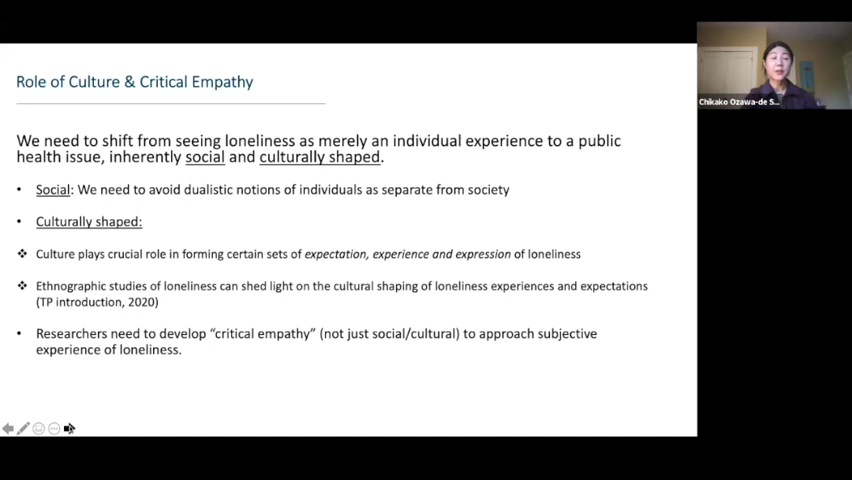 Role of Culture & Critical Empathy
We need to shift from seeing loneliness as merely an individual experience to a public
health issue, inherently social and culturally shaped.
• Social: We need to avoid dualistic notions of individuals as separate from society
• Culturally shaped:
❖ Culture plays crucial role in forming certain sets of expectation, experience and expression of loneliness
❖ Ethnographic studies of loneliness can shed light on the cultural shaping of loneliness experiences and expectations
(TP introduction, 2020)
• Researchers need to develop “critical empathy” (not just social/cultural) to approach subjective
experience of loneliness.
Chikako Ozawa-de S...